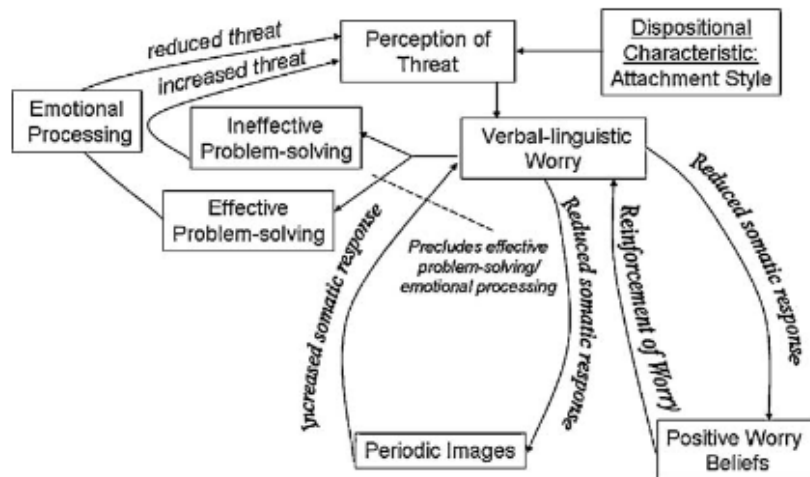 reduced threat
increased threat
Perception of
Threat
Dispositional
Characteristic:
Attachment Style
Emotional
Processing
Ineffective
Problem-solving
Verbal-linguistic
Worry
Effective
Problem-solving
Precludes effective
problem-solving/
emotional processing
Increased somatic response
Reduced somatic response
Reinforcement of Worry
Reduced somatic response
Periodic Images
Positive Worry
Beliefs